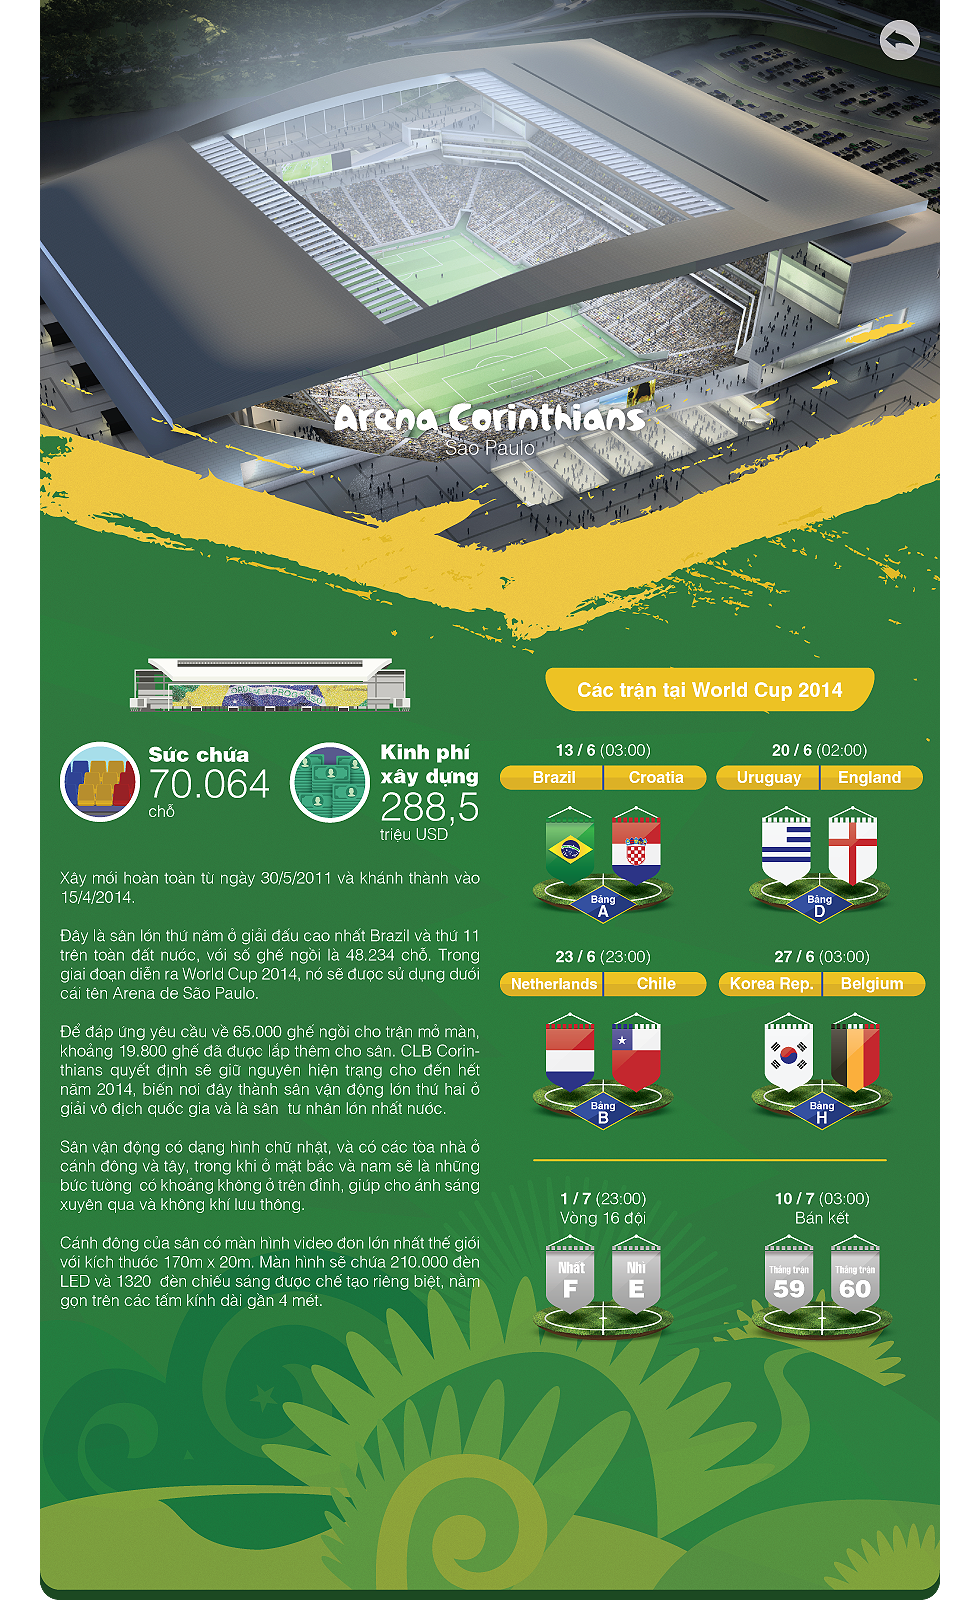 Arena Corinthians
São Paulo
ORDEM E PROGRESSO
Sức chứa
70.064
chỗ
Kinh phí
xây dựng
288,5
triệu USD
Xây mới hoàn toàn từ ngày 30/5/2011 và khánh thành vào
15/4/2014.
Đây là sân lớn thứ năm ở giải đấu cao nhất Brazil và thứ 11
trên toàn đất nước, với số ghế ngồi là 48.234 chỗ. Trong
giai đoạn diễn ra World Cup 2014, nó sẽ được sử dụng dưới
cái tên Arena de São Paulo.
Để đáp ứng yêu cầu về 65.000 ghế ngồi cho trận mở màn,
khoảng 19.800 ghế đã được lắp thêm cho sân. CLB Corin-
thians quyết định sẽ giữ nguyên hiện trạng cho đến hết
năm 2014, biến nơi đây thành sân vận động lớn thứ hai ở
giải vô địch quốc gia và là sân tư nhân lớn nhất nước.
Sân vận động có dạng hình chữ nhật, và có các tòa nhà ở
cánh đông và tây, trong khi ở mặt bắc và nam sẽ là những
bức tường có khoảng không ở trên đỉnh, giúp cho ánh sáng
xuyên qua và không khí lưu thông.
Cánh đông của sân có màn hình video đơn lớn nhất thế giới
với kích thước 170m x 20m. Màn hình sẽ chứa 210.000 đèn
LED và 1320 đèn chiếu sáng được chế tạo riêng biệt, nằm
gọn trên các tấm kính dài gần 4 mét.
Các trận tại World Cup 2014
13 / 6 (03:00)
Brazil Croatia
Bảng
A
20 / 6 (02:00)
Uruguay England
Bảng
D
23 / 6 (23:00)
Netherlands Chile
Bảng
B
27 / 6 (03:00)
Korea Rep. Belgium
Bảng
H
1 / 7 (23:00)
Vòng 16 đội
Nhất
F
Nhì
E
10 / 7 (03:00)
Bán kết
Thắng trận
59
Thắng trận
60